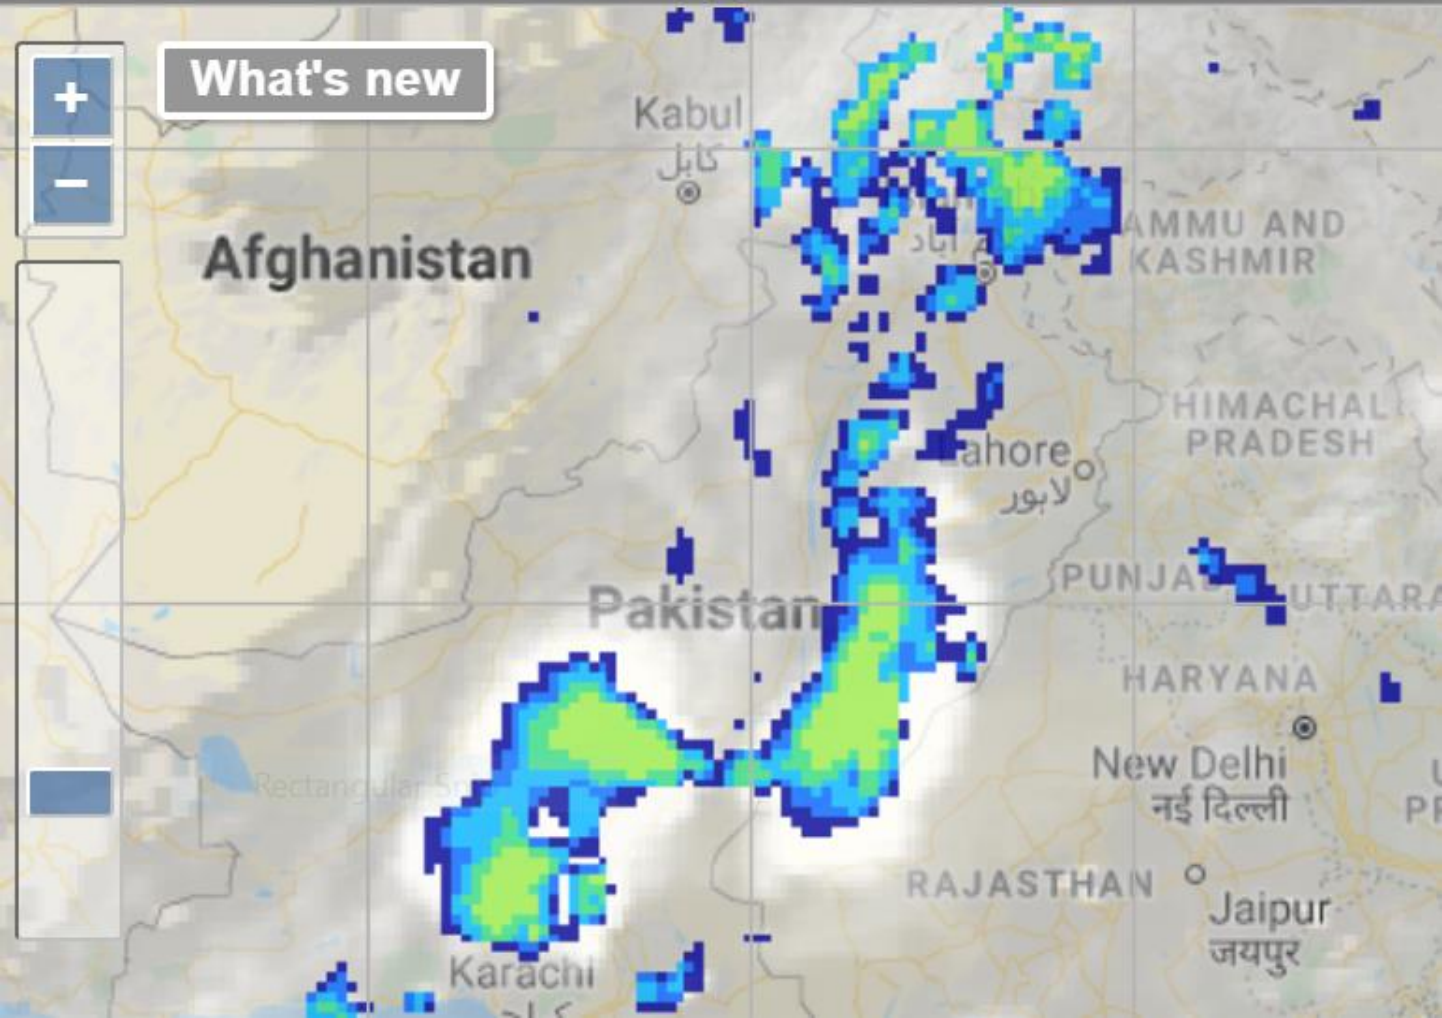 +
What's new
−
Kabul
کابل
Afghanistan
AMMU AND
KASHMIR
HIMACHAL
PRADESH
ahore
لاہور
PUNJA
UTTARA
Pakistan
HARYANA
New Delhi
नई दिल्ली
Rectangular
RAJASTHAN
Jaipur
जयपुर
Karachi